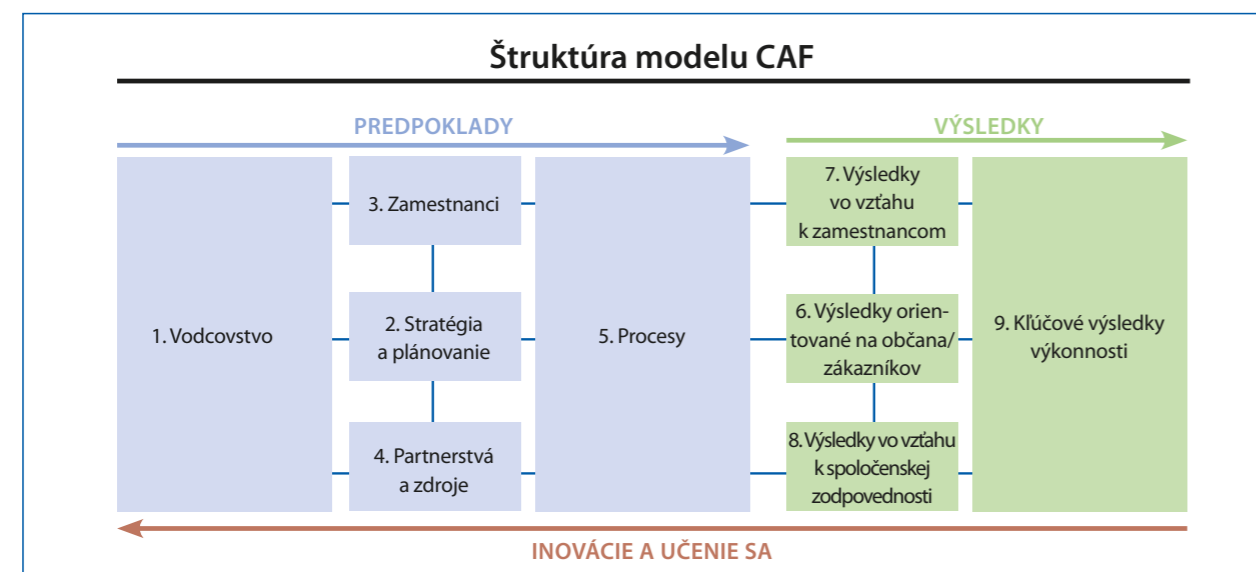 Štruktúra modelu CAF
PREDPOKLADY
VÝSLEDKY
1. Vodcovstvo
3. Zamestnanci
2. Stratégia
a plánovanie
4. Partnerstvá
a zdroje
5. Procesy
7. Výsledky
vo vzťahu
k zamestnancom
6. Výsledky orien-
tované na občana/
zákazníkov
8. Výsledky vo vzťahu
k spoločenskej
zodpovednosti
9. Kľúčové výsledky
výkonnosti
INOVÁCIE A UČENIE SA